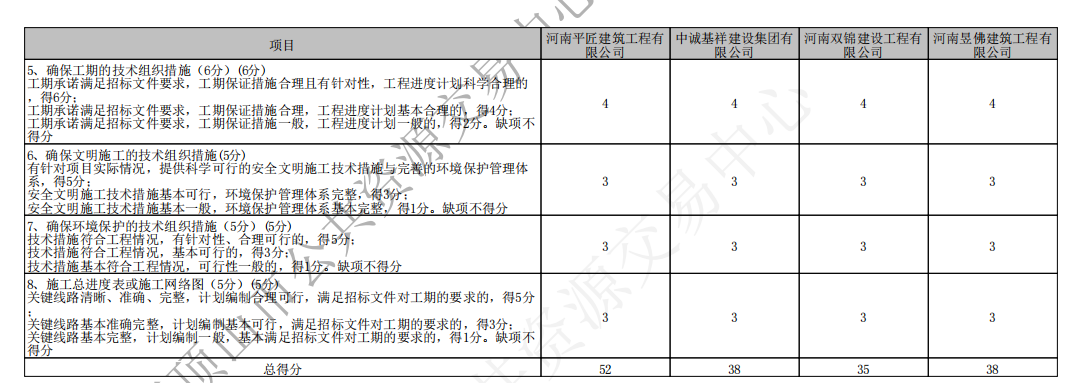 项目 河南平匠建筑工程有 中诚基祥建设集团有 河南双锦建设工程有 河南昱佛建筑工程有
限公司 限公司 限公司 限公司
5、确保工期的技术组织措施（6分）(6分)
工期承诺满足招标文件要求，工期保证措施合理且有针对性，工程进度计划科学合理的
，得6分；
工期承诺满足招标文件要求，工期保证措施合理，工程进度计划基本合理的，得4分；
工期承诺满足招标文件要求，工期保证措施一般，工程进度计划一般的，得2分。缺项不
得分
4 4 4 4
6、确保文明施工的技术组织措施(5分)
有针对项目实际情况，提供科学可行的安全文明施工技术措施与完善的环境保护管理体
系，得5分；
安全文明施工技术措施基本可行，环境保护管理体系完整，得3分；
安全文明施工技术措施基本一般，环境保护管理体系基本完整，得1分。缺项不得分
3 3 3 3
7、确保环境保护的技术组织措施（5分）(5分)
技术措施符合工程情况，有针对性、合理可行的，得5分；
技术措施符合工程情况，基本可行的，得3分；
技术措施基本符合工程情况，可行性一般的，得1分。缺项不得分
3 3 3 3
8、施工总进度表或施工网络图（5分）(5分)
关键线路清晰、准确、完整，计划编制合理可行，满足招标文件对工期的要求的，得5分
；
关键线路基本准确完整，计划编制基本可行，满足招标文件对工期的要求的，得3分；
关键线路基本完整，计划编制一般，基本满足招标文件对工期的要求的，得1分。缺项不
得分
3 3 3 3
总得分 52 38 35 38
顶山市公共资源交易中心
共资源交易中心